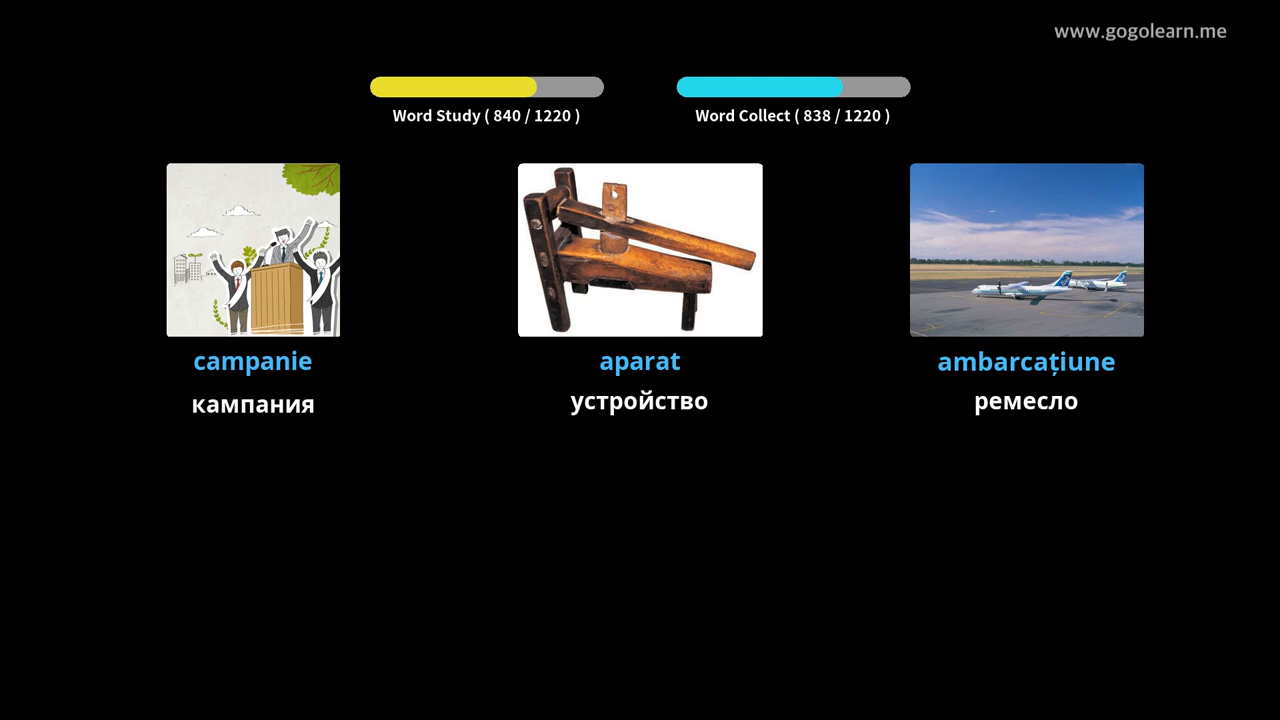 www.gogolearn.me
Word Study ( 840 / 1220 )
Word Collect ( 838 / 1220 )
campanie
aparat
ambarcațiune
кампания
устройство
ремесло